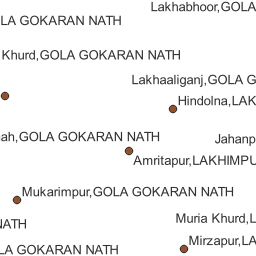 Lakhabhoor,GOLA
LA GOKARAN NATH
Khurd,GOLA GOKARAN NATH
Lakhaaliganj,GOLA G
Hindolna,LAK
ah,GOLA GOKARAN NATH
Jahanp
Amritapur,LAKHIMPU
Mukarimpur,GOLA GOKARAN NATH
Muria Khurd,L
NATH
Mirzapur,LA
LA GOKARAN NATH